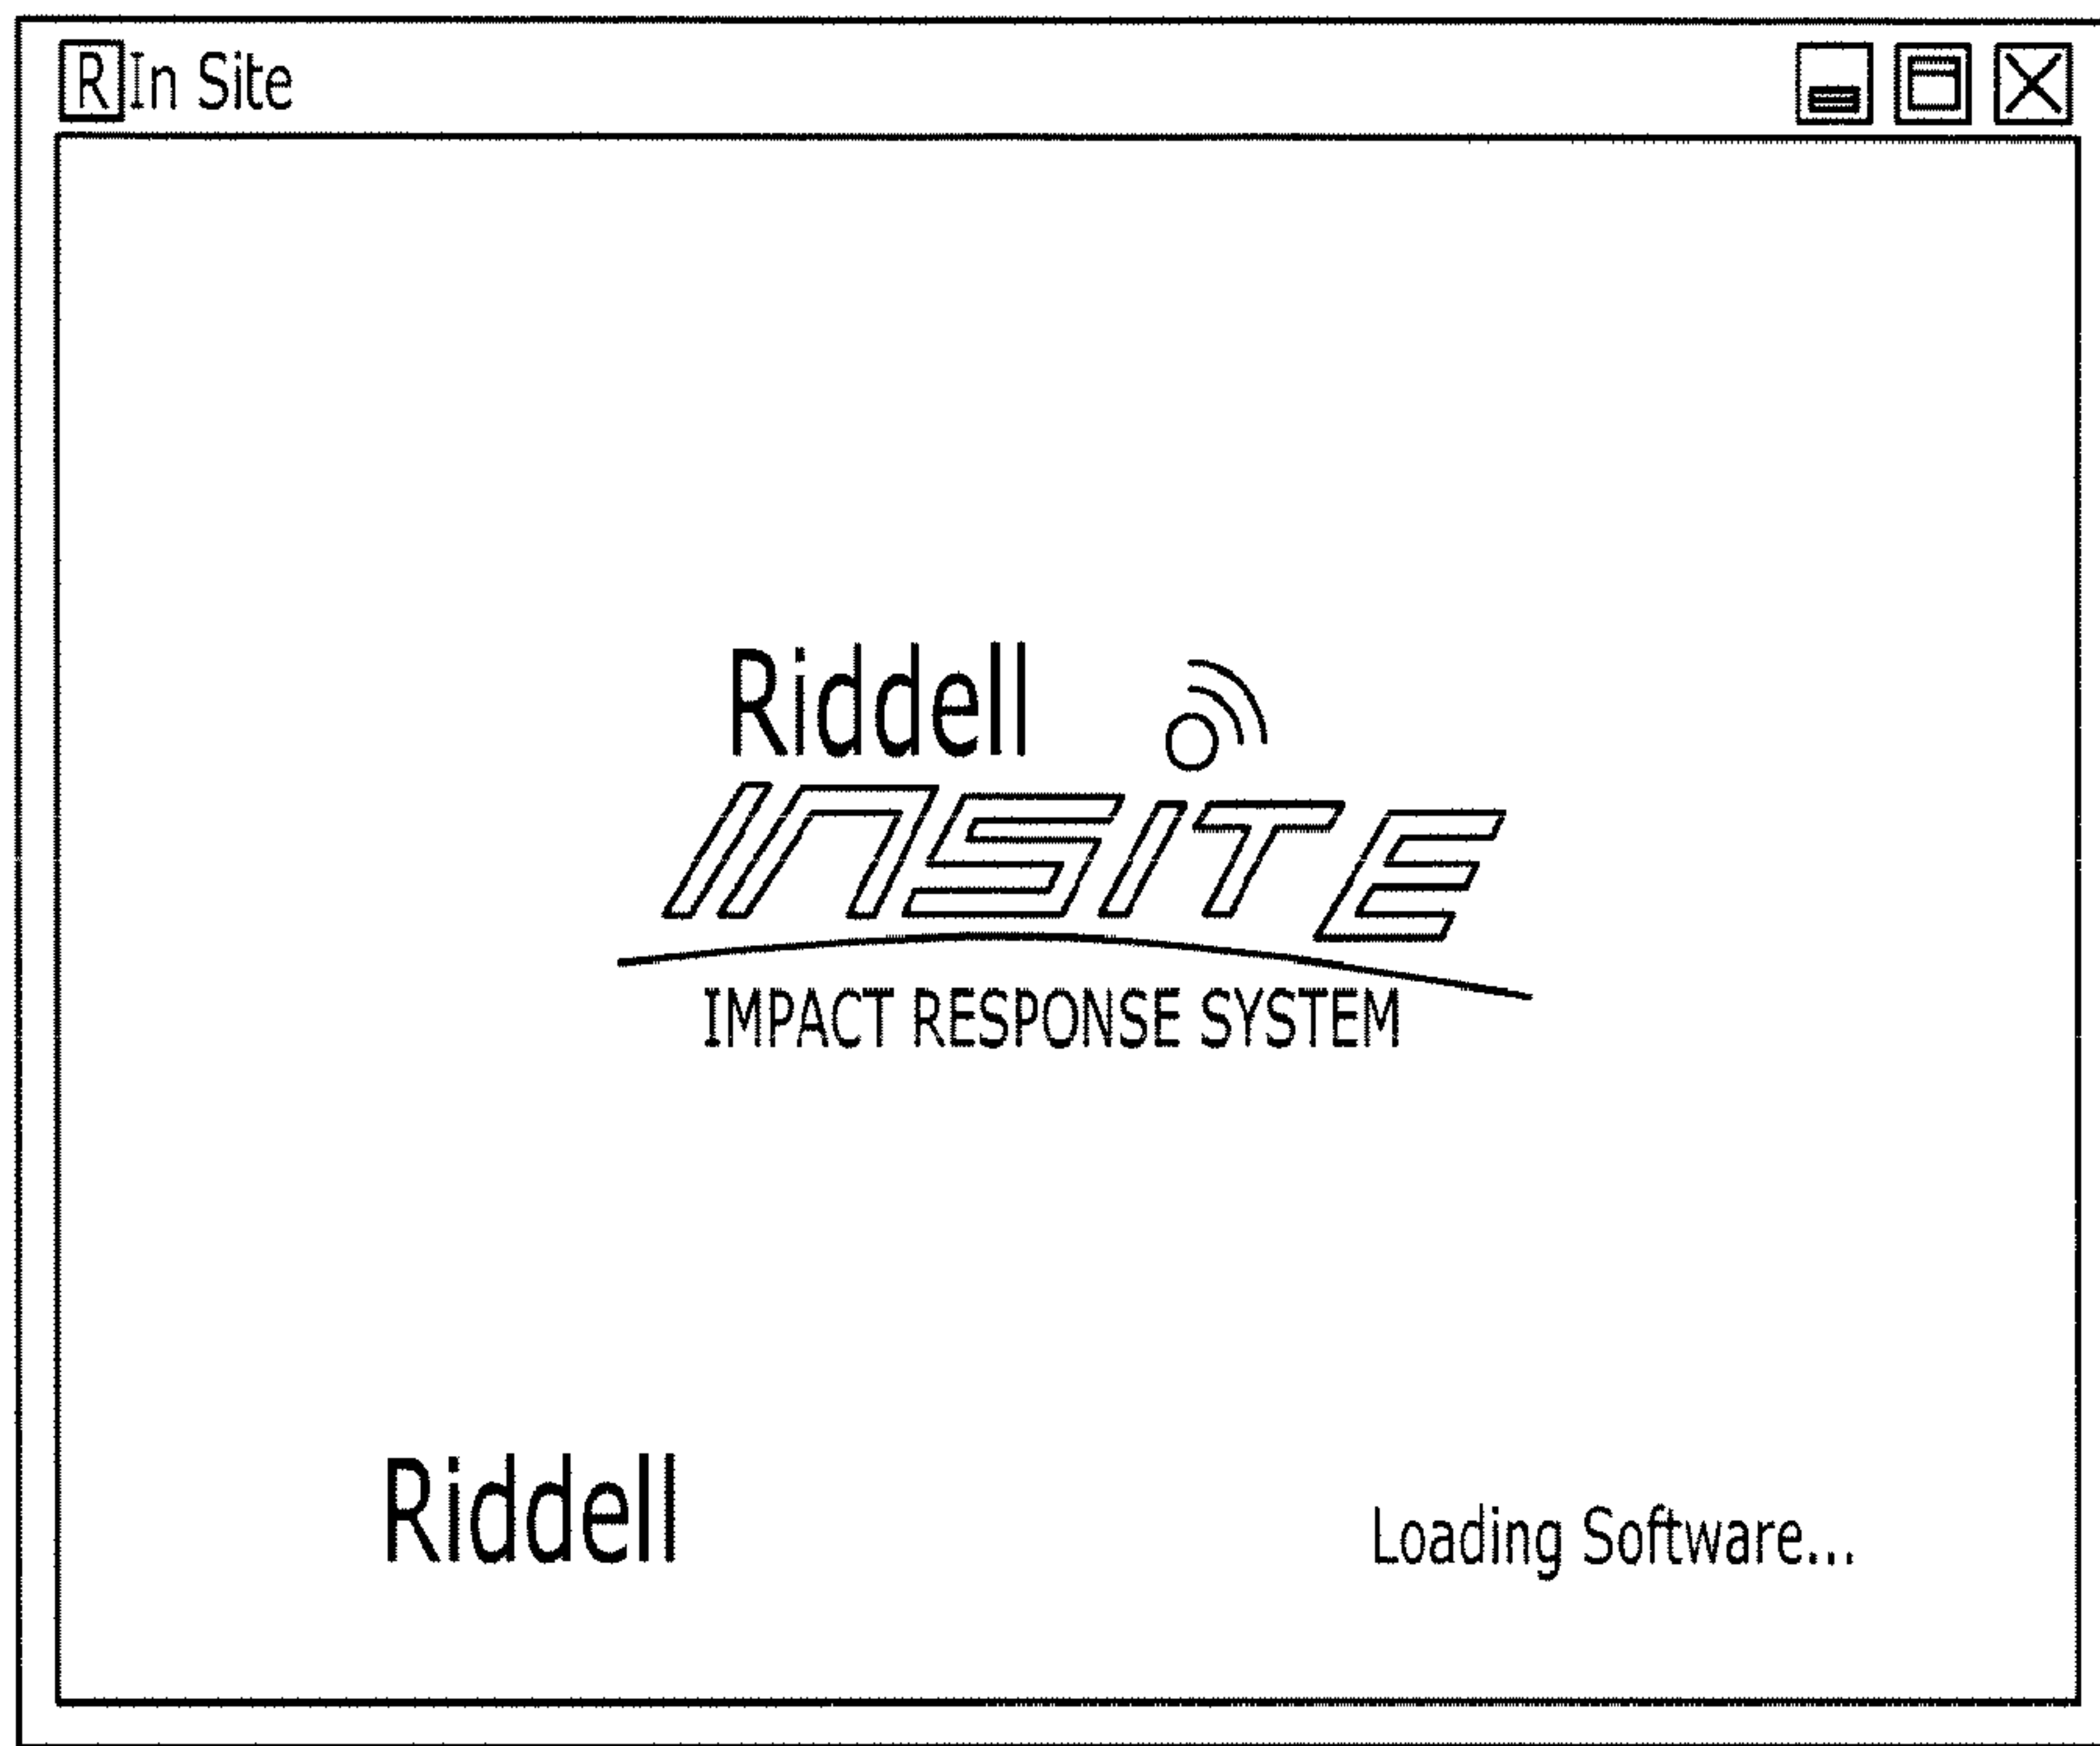 R In Site
Riddell
INSITE
IMPACT RESPONSE SYSTEM
Riddell
Loading Software...